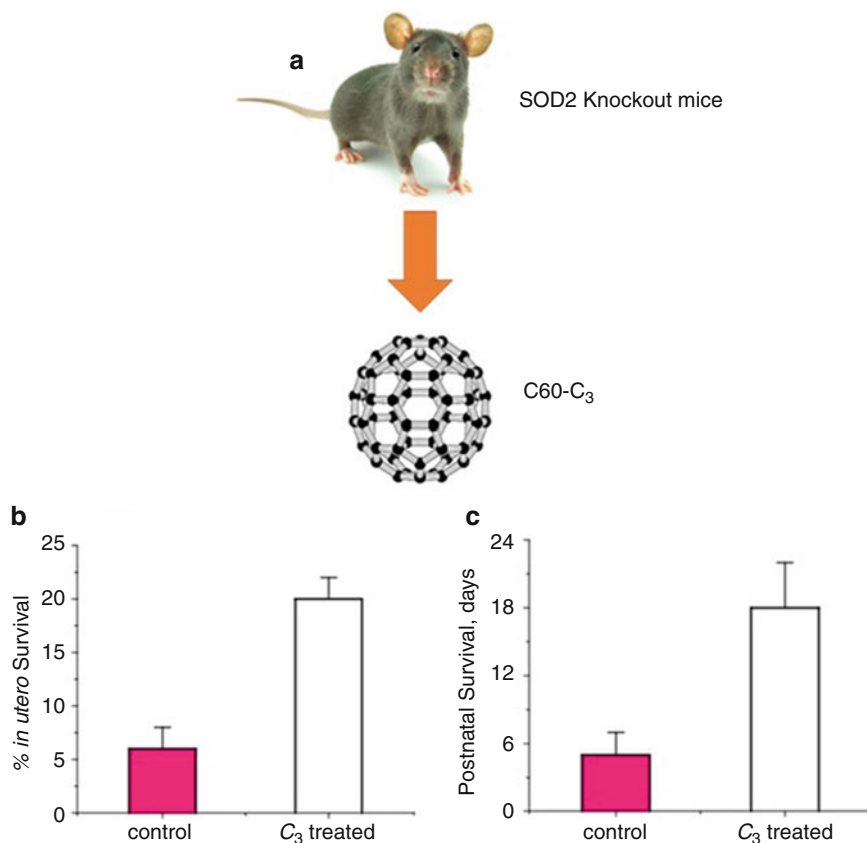 a
SOD2 Knockout mice
C60-C₃
b
25
20
15
10
5
0
% in utero Survival
control
C₃ treated
c
24
18
12
6
0
Postnatal Survival, days
control
C₃ treated